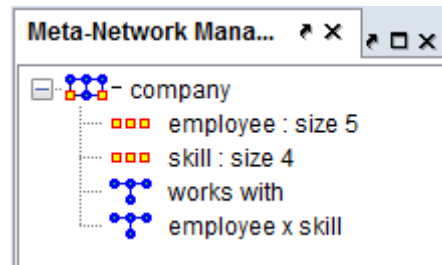 Meta-Network Mana...
company
employee : size 5
skill : size 4
works with
employee x skill